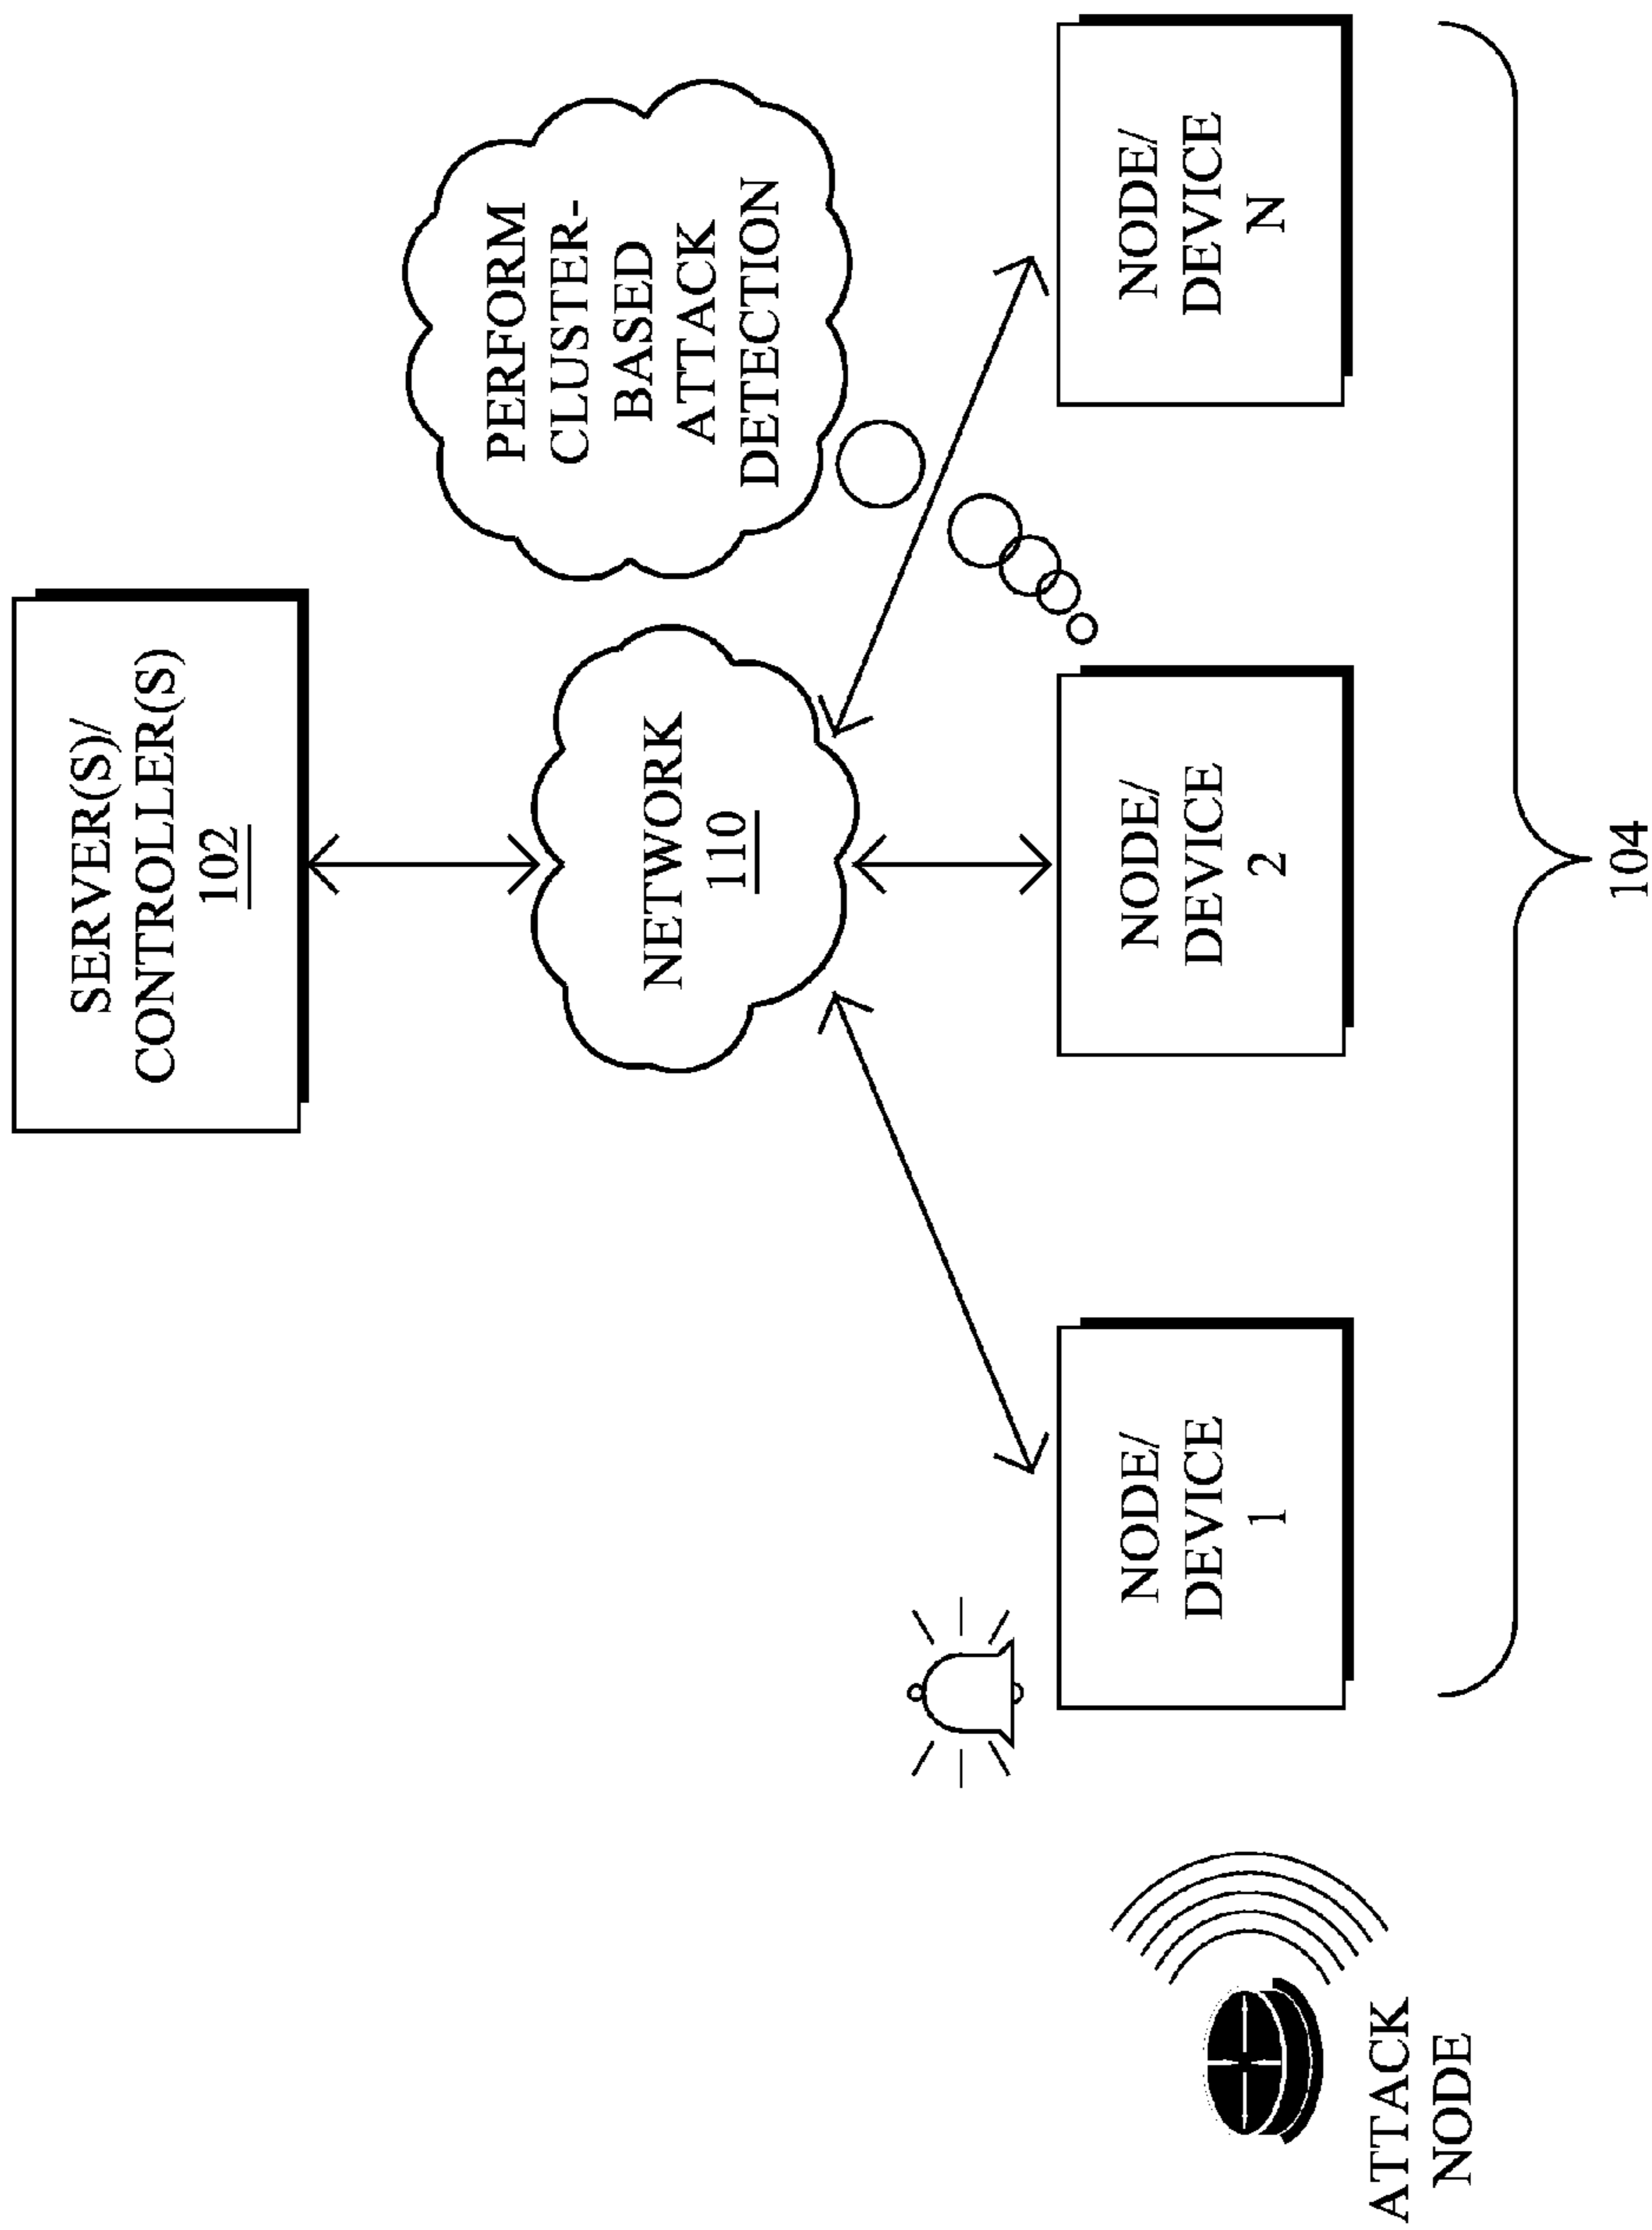 SERVER(S)/
CONTROLLER(S)
102
PERFORM
CLUSTER-
BASED
ATTACK
DETECTION
NETWORK
110
NODE/
DEVICE
1
NODE/
DEVICE
2
NODE/
DEVICE
N
ATTACK
NODE
104